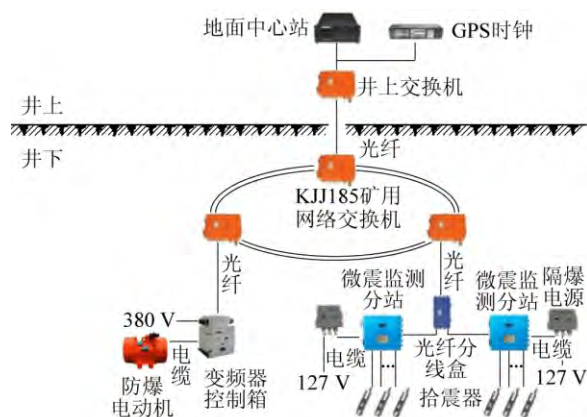 地面中心站
GPS时钟
井上交换机
井上
井下
光纤
KJJ185矿用
网络交换机
光纤
光纤
微震监测
分站
微震监
测分站
隔爆
电源
380 V
电缆
防爆
电动机
变频器
控制箱
127 V
电缆
光纤分
线盒
拾震器
电缆
127 V